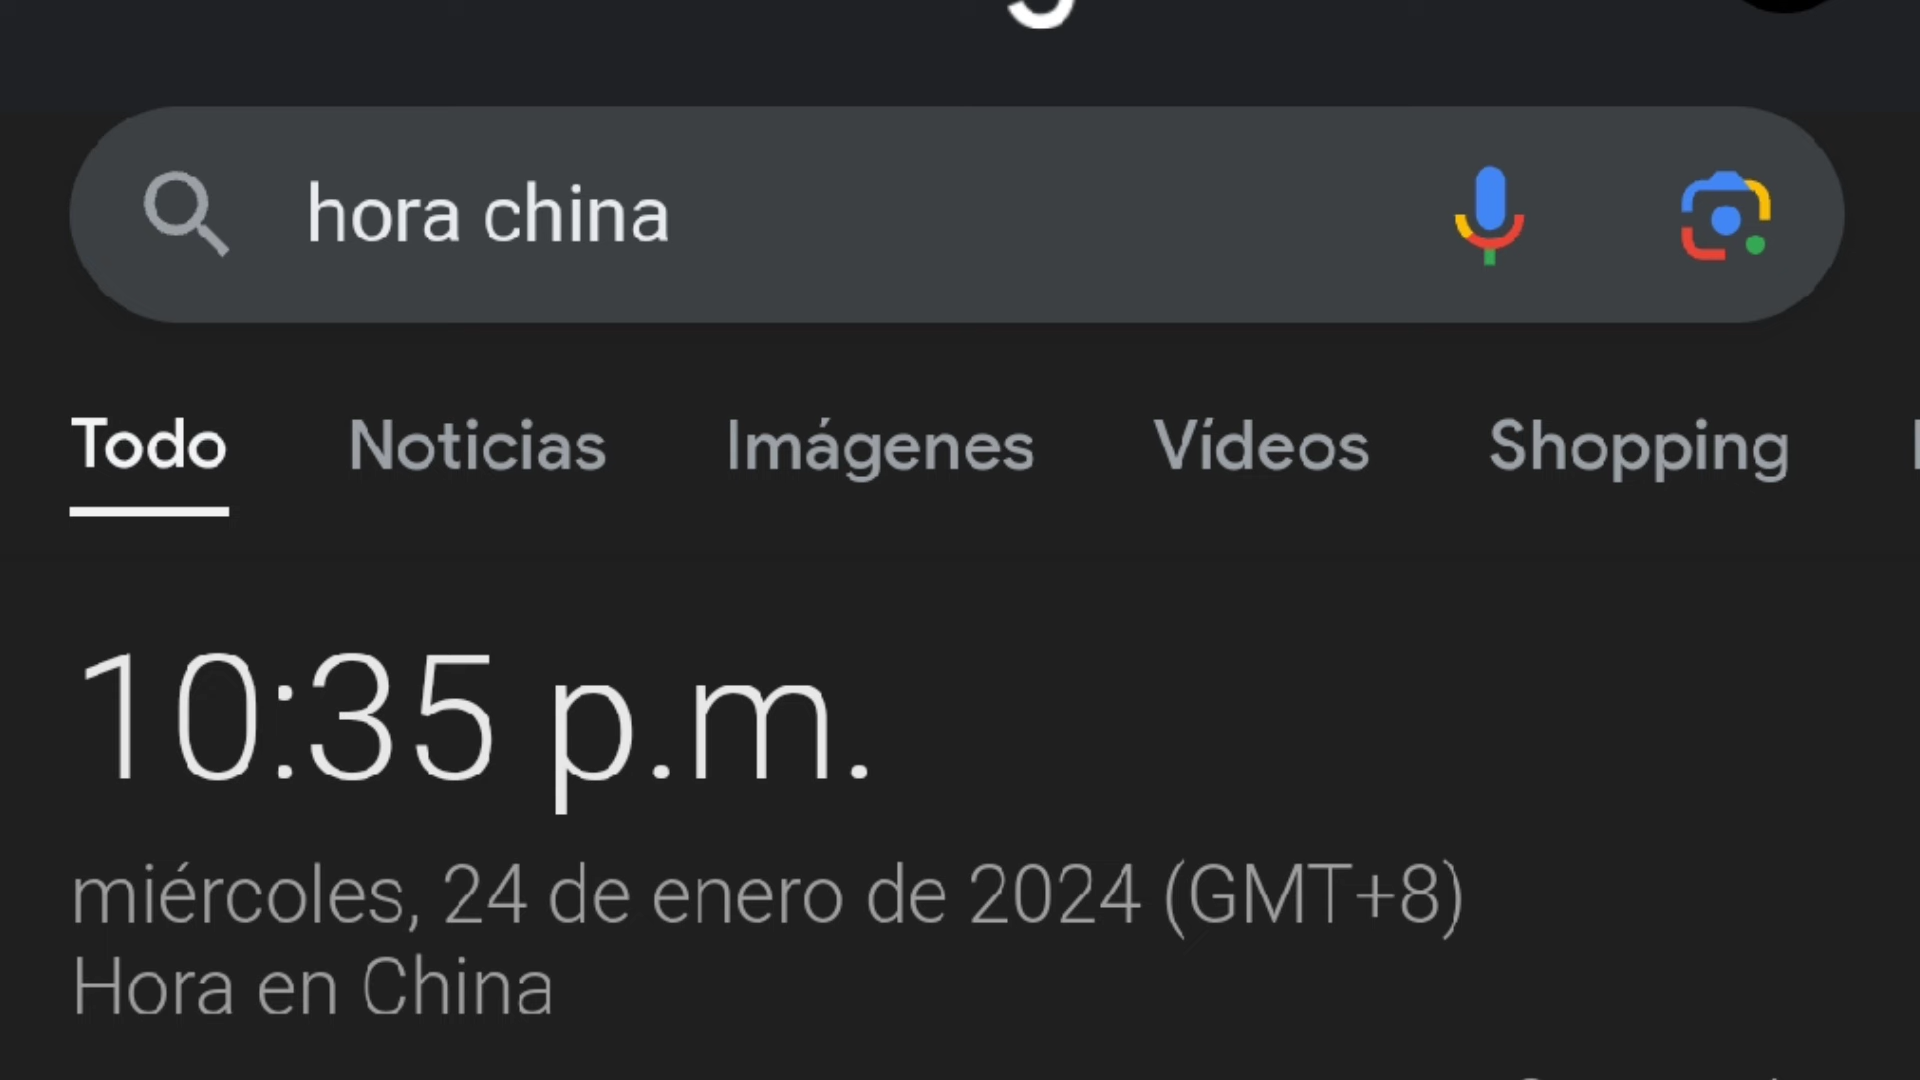 hora china
Todo Noticias Imágenes Vídeos Shopping
10:35 p.m.
miércoles, 24 de enero de 2024 (GMT+8)
Hora en China